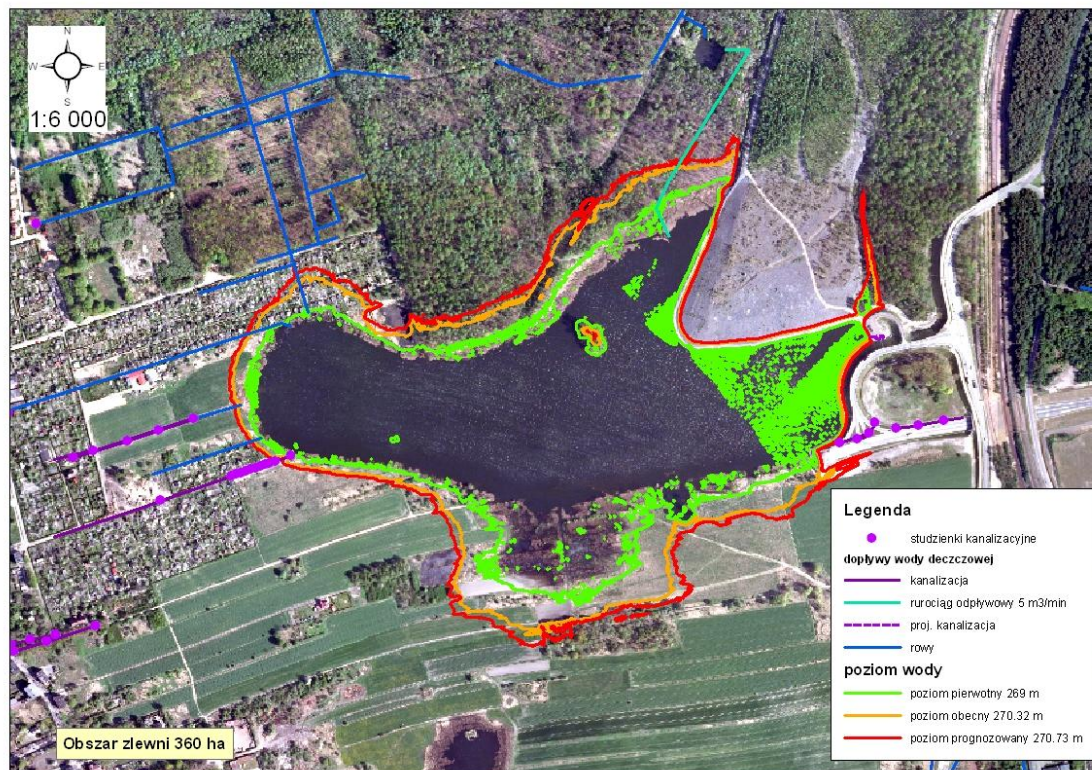 N
W E
S
1:6 000
Legenda
studzienki kanalizacyjne
dopływy wody deczczowej
kanalizacja
rurociąg odpływowy 5 m3/min
proj. kanalizacja
rowy
poziom wody
poziom pierwotny 269 m
poziom obecny 270.32 m
poziom prognozowany 270.73 m
Obszar zlewni 360 ha